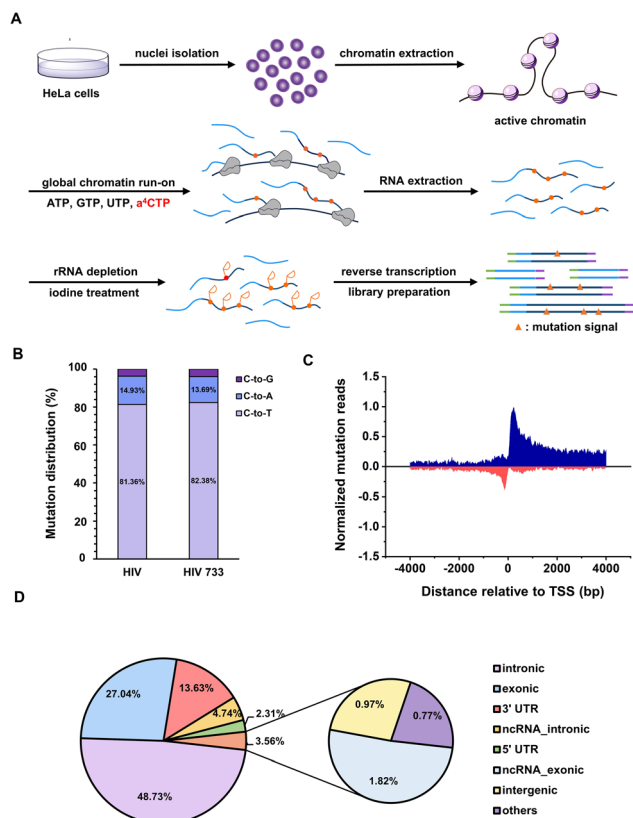 A
nuclei isolation
chromatin extraction
HeLa cells
active chromatin
global chromatin run-on
ATP, GTP, UTP, a⁴CTP
RNA extraction
rRNA depletion
iodine treatment
reverse transcription
library preparation
: mutation signal
B
Mutation distribution (%)
100
80
60
40
20
0
14.93%
13.69%
81.36%
82.38%
HIV
HIV 733
C-to-G
C-to-A
C-to-T
C
Normalized mutation reads
1.5
1.0
0.5
0.0
-0.5
-1.0
-1.5
-4000
-2000
0
2000
4000
Distance relative to TSS (bp)
D
27.04%
13.63%
4.74%
2.31%
3.56%
48.73%
0.97%
0.77%
1.82%
intronic
exonic
3' UTR
ncRNA_intronic
5' UTR
ncRNA_exonic
intergenic
others